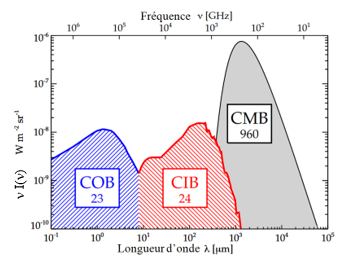 Fréquence ν [GHz]
10⁶ 10⁵ 10⁴ 10³ 10² 10¹
10⁻⁶
10⁻⁷
10⁻⁸
10⁻⁹
10⁻¹⁰
ν I(ν) W m⁻² sr⁻¹
CMB
960
COB
23
CIB
24
10⁻¹ 10⁰ 10¹ 10² 10³ 10⁴ 10⁵
Longueur d'onde λ [μm]